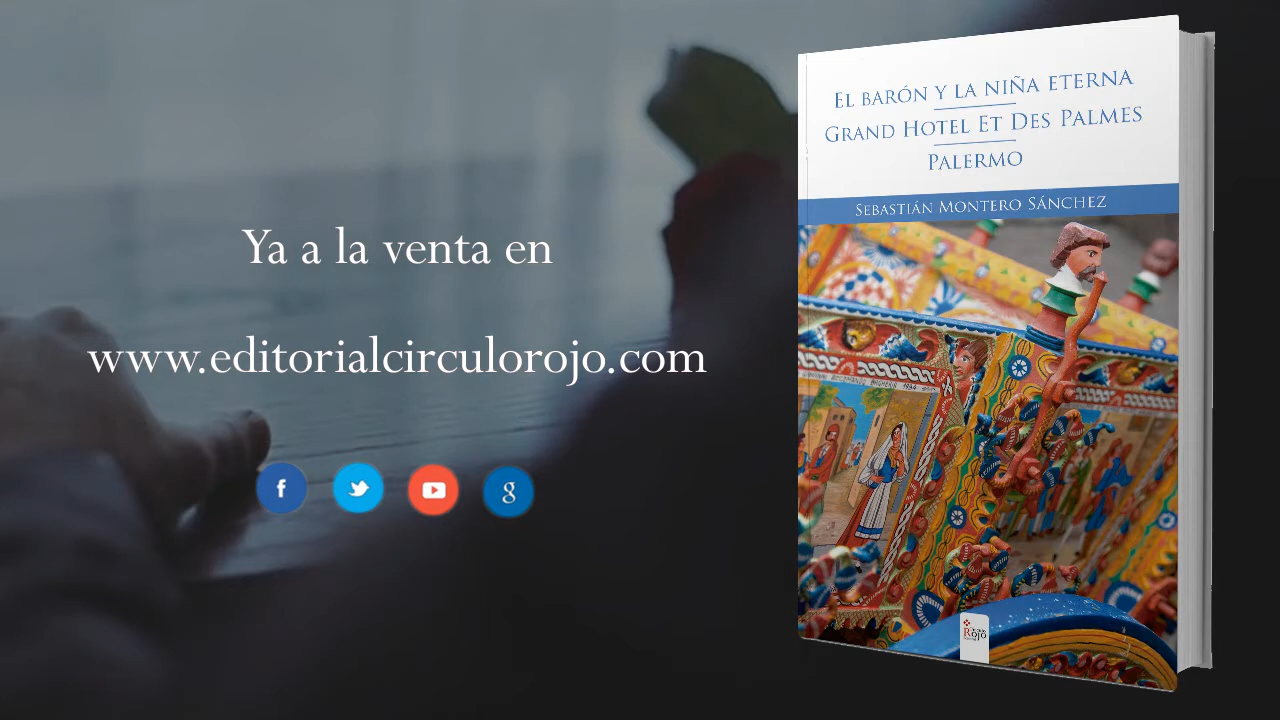 Ya a la venta en
www.editorialcirculorojo.com
EL BARÓN Y LA NIÑA ETERNA
GRAND HOTEL ET DES PALMES
PALERMO
SEBASTIÁN MONTERO SÁNCHEZ
Rojo